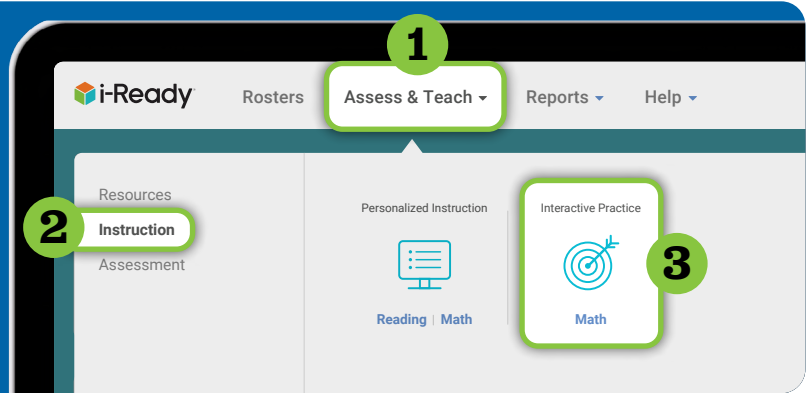 1
i-Ready Rosters Assess & Teach Reports Help
Resources
2 Instruction
Assessment
Personalized Instruction
Reading | Math
Interactive Practice
3
Math